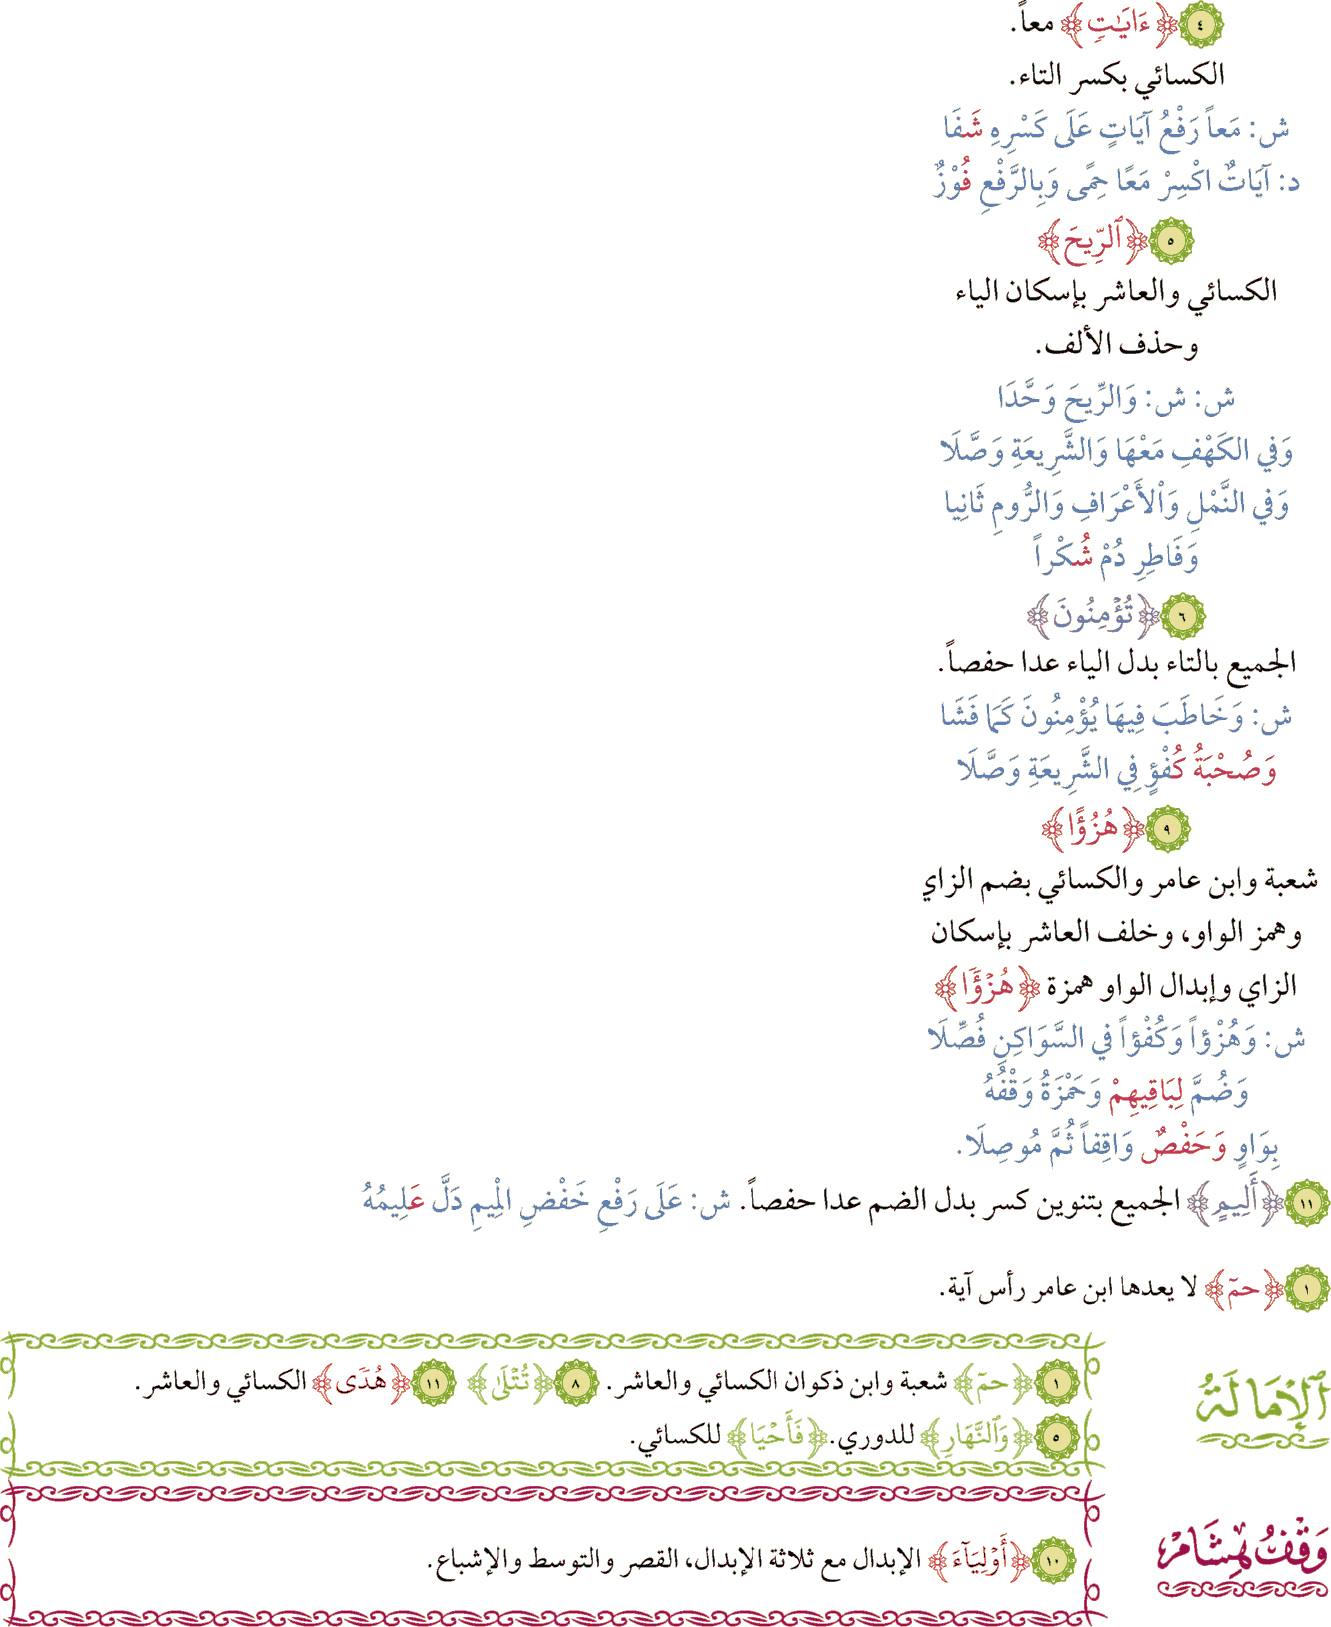 ٤ ﴿ءَايَـٰتٍ﴾ معاً.
الكسائي بكسر التاء.
ش: مَعاً رَفْعُ آيَاتٍ عَلَى كَسْرِهِ شَفَا
د: آيَاتٌ اكْسِرْ مَعًا حِمًى وَبِالرَّفْعِ فُوْزٌ
٥ ﴿ٱلرِّيحَ﴾
الكسائي والعاشر بإسكان الياء
وحذف الألف.
ش: ش: وَالرِّيحَ وَحَّدَا
وَفي الكَهْفِ مَعْهَا وَالشَّرِيعَةِ وَصَّلَا
وَفي النَّمْلِ وَاْلأَعْرَافِ وَالرُّومِ ثَانِيا
وَفَاطِرِ دُمْ شُكْراً
٦ ﴿تُؤْمِنُونَ﴾
الجميع بالتاء بدل الياء عدا حفصاً.
ش: وَخَاطَبَ فِيهَا يُؤْمِنُونَ كَمَا فَشَا
وَصُحْبَةُ كُفْؤٍ فِي الشَّرِيعَةِ وَصَّلَا
٩ ﴿هُزُؤًا﴾
شعبة وابن عامر والكسائي بضم الزاي
وهمز الواو، وخلف العاشر بإسكان
الزاي وإبدال الواو همزة ﴿هُزْؤًا﴾
ش: وَهُزْؤاً وَكُفْؤاً في السَّوَاكِنِ فُصِّلَا
وَضُمَّ لِبَاقِيهِمْ وَحَمْزَةُ وَقْفُهُ
بِوَاوٍ وَحَفْصٌ وَاقِفاً ثُمَّ مُوصِلَا.
١١ ﴿أَلِيمٍ﴾ الجميع بتنوين كسر بدل الضم عدا حفصاً. ش: عَلَى رَفْعِ خَفْضِ الْمِيمِ دَلَّ عَلِيمُهُ
١ ﴿حمٓ﴾ لا يعدها ابن عامر رأس آية.
ٱلْإِمَالَةُ
١ ﴿حمٓ﴾ شعبة وابن ذكوان الكسائي والعاشر. ٨ ﴿تُتْلَىٰ﴾ ١١ ﴿هُدًى﴾ الكسائي والعاشر.
٥ ﴿وَٱلنَّهَارِ﴾ للدوري. ﴿فَأَحْيَا﴾ للكسائي.
وَقْفُ هِشَامٍ
١٠ ﴿أَوْلِيَآءَ﴾ الإبدال مع ثلاثة الإبدال، القصر والتوسط والإشباع.